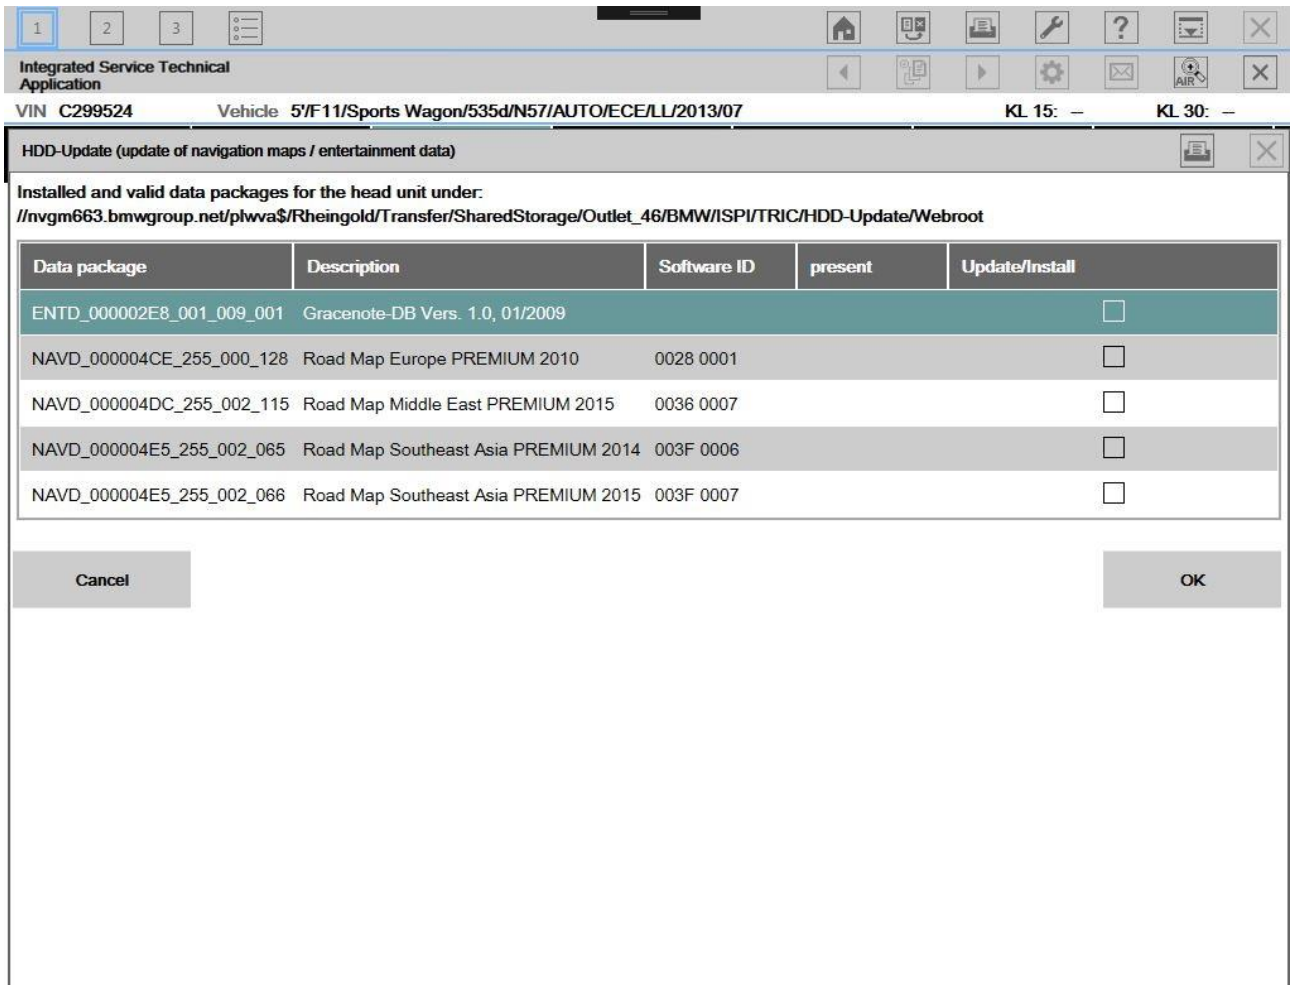 1 2 3 ?
Integrated Service Technical
Application
AIR
VIN C299524 Vehicle 5'/F11/Sports Wagon/535d/N57/AUTO/ECE/LL/2013/07 KL 15: – KL 30: –
HDD-Update (update of navigation maps / entertainment data)
Installed and valid data packages for the head unit under:
//nvgm663.bmwgroup.net/plwva$/Rheingold/Transfer/SharedStorage/Outlet_46/BMW/ISPI/TRIC/HDD-Update/Webroot
Data package Description Software ID present Update/Install
ENTD_000002E8_001_009_001 Gracenote-DB Vers. 1.0, 01/2009
NAVD_000004CE_255_000_128 Road Map Europe PREMIUM 2010 0028 0001
NAVD_000004DC_255_002_115 Road Map Middle East PREMIUM 2015 0036 0007
NAVD_000004E5_255_002_065 Road Map Southeast Asia PREMIUM 2014 003F 0006
NAVD_000004E5_255_002_066 Road Map Southeast Asia PREMIUM 2015 003F 0007
Cancel OK